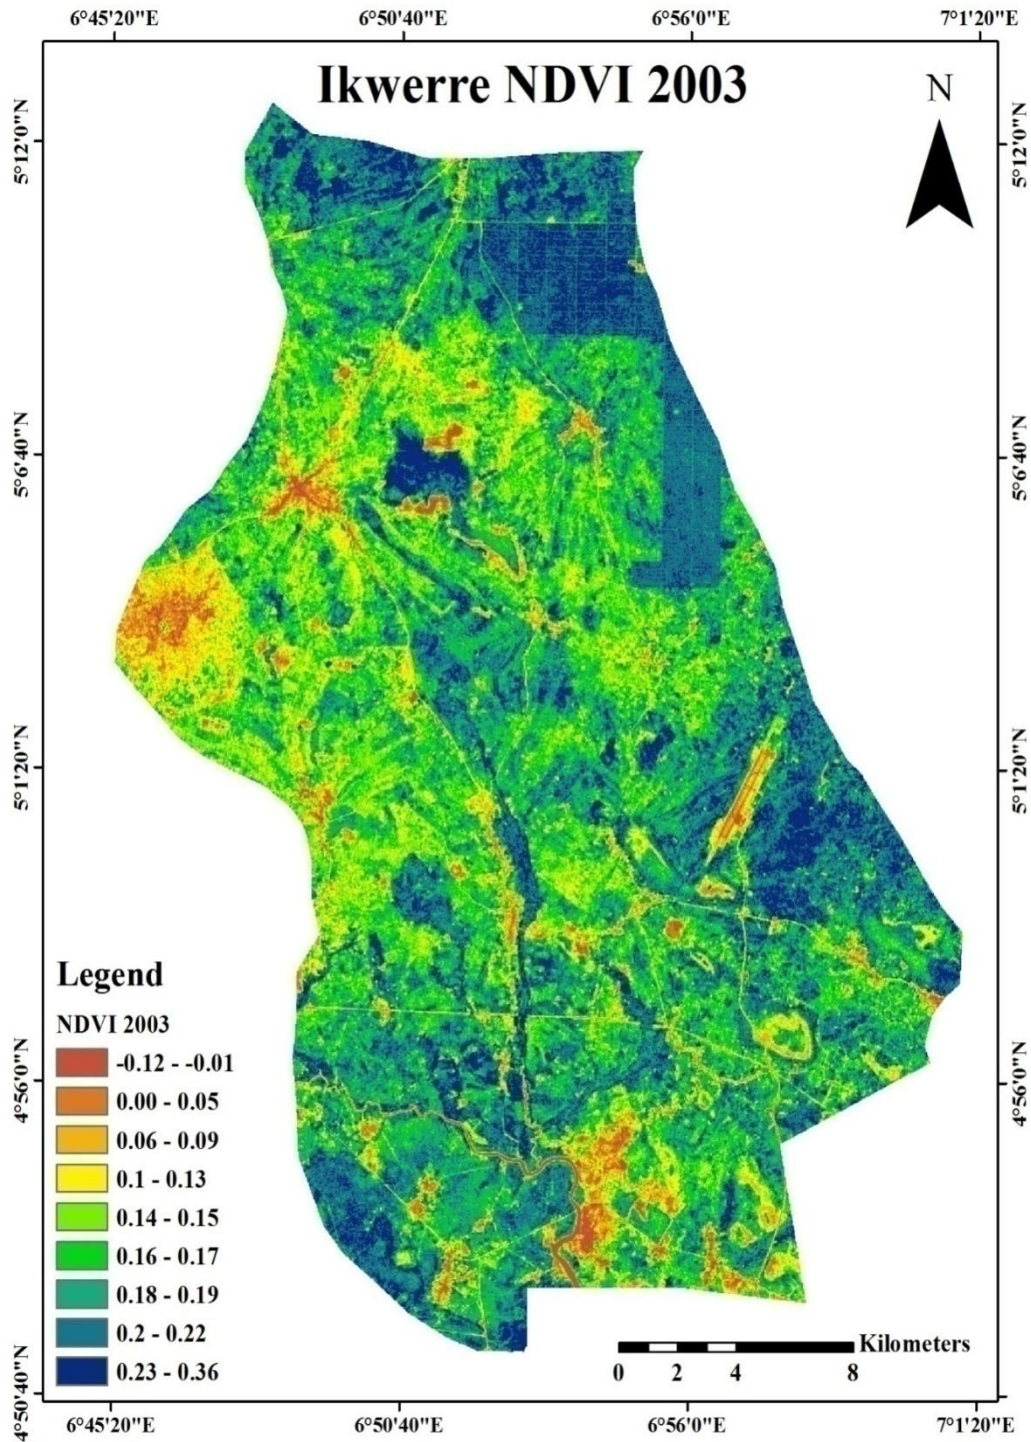 6°45'20"E 6°50'40"E 6°56'0"E 7°1'20"E
Ikwerre NDVI 2003
N
5°12'0"N 5°12'0"N
5°6'40"N 5°6'40"N
5°1'20"N 5°1'20"N
Legend
NDVI 2003
-0.12 - -0.01
0.00 - 0.05
4°56'0"N 4°56'0"N
0.06 - 0.09
0.1 - 0.13
0.14 - 0.15
0.16 - 0.17
0.18 - 0.19
0.2 - 0.22
Kilometers
0.23 - 0.36
0 2 4 8
4°50'40"N 4°50'40"N
6°45'20"E 6°50'40"E 6°56'0"E 7°1'20"E